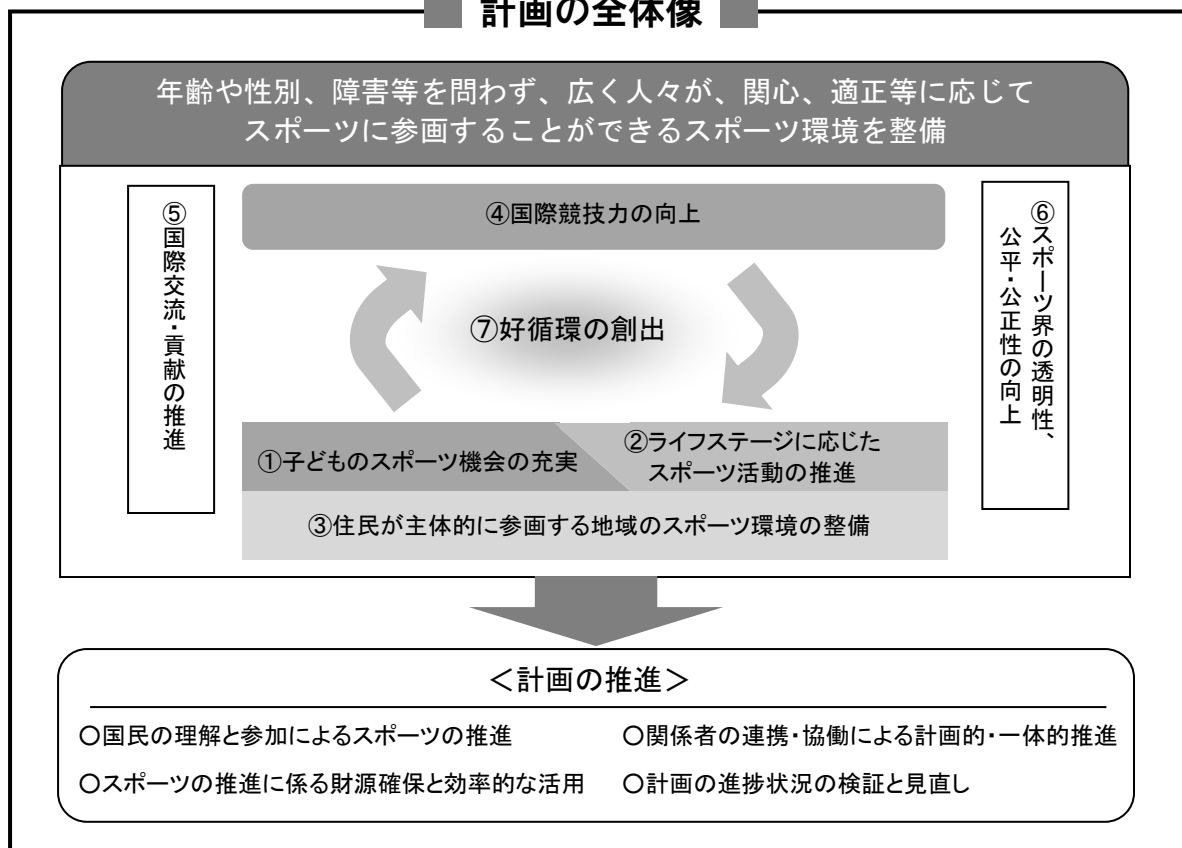 計画の全体像
年齢や性別、障害等を問わず、広く人々が、関心、適正等に応じて
スポーツに参画することができるスポーツ環境を整備
⑤国際交流・貢献の推進
④国際競技力の向上
⑦好循環の創出
①子どものスポーツ機会の充実
②ライフステージに応じた
スポーツ活動の推進
③住民が主体的に参画する地域のスポーツ環境の整備
⑥スポーツ界の透明性、
公平・公正性の向上
＜計画の推進＞
○国民の理解と参加によるスポーツの推進
○関係者の連携・協働による計画的・一体的推進
○スポーツの推進に係る財源確保と効率的な活用
○計画の進捗状況の検証と見直し